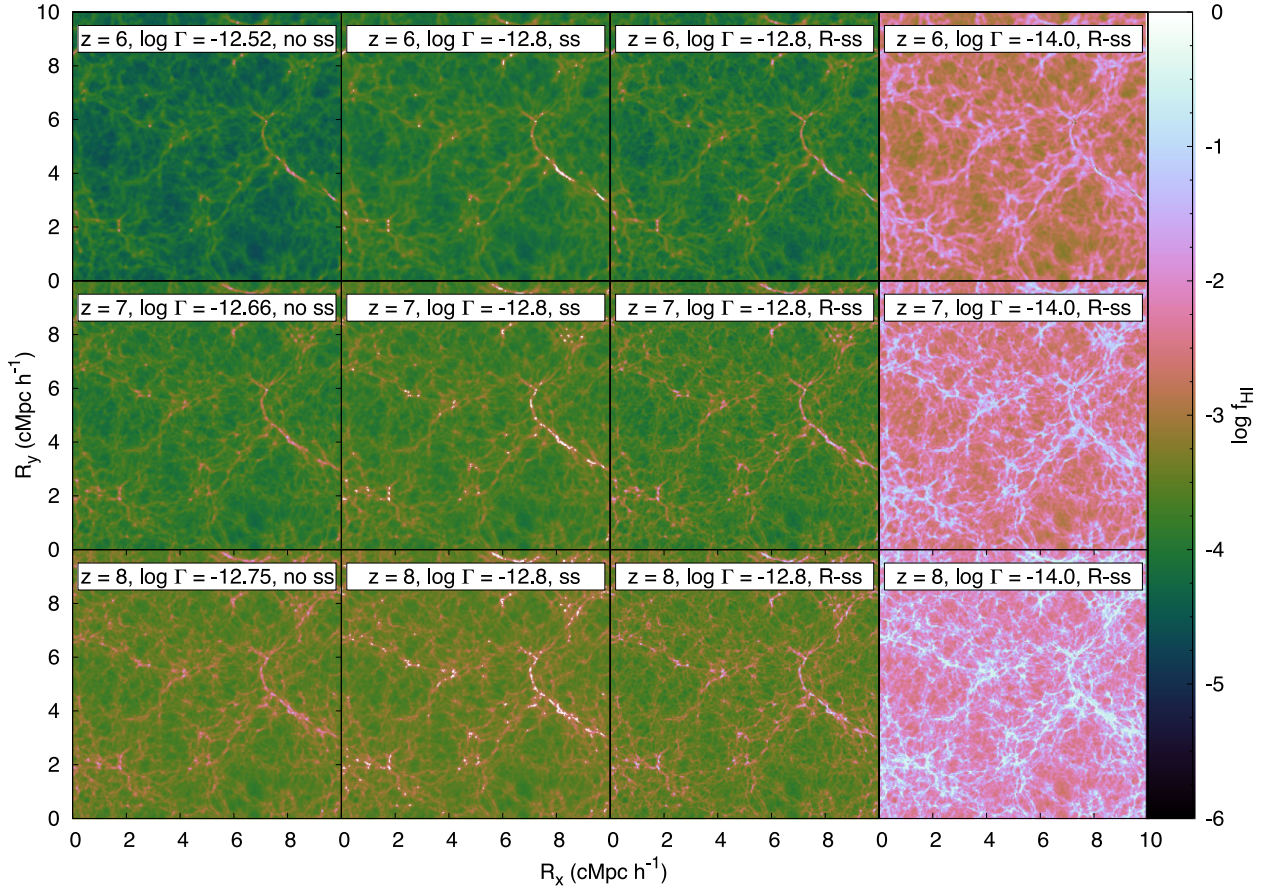 10
z = 6, log Γ = -12.52, no ss
z = 6, log Γ = -12.8, ss
z = 6, log Γ = -12.8, R-ss
z = 6, log Γ = -14.0, R-ss
0
8
6
4
2
0
-1
z = 7, log Γ = -12.66, no ss
z = 7, log Γ = -12.8, ss
z = 7, log Γ = -12.8, R-ss
z = 7, log Γ = -14.0, R-ss
-2
8
6
4
2
0
R_y (cMpc h^-1)
-3
log f_HI
-4
z = 8, log Γ = -12.75, no ss
z = 8, log Γ = -12.8, ss
z = 8, log Γ = -12.8, R-ss
z = 8, log Γ = -14.0, R-ss
8
6
4
2
0
-5
-6
0 2 4 6 8 0 2 4 6 8 0 2 4 6 8 0 2 4 6 8 10
R_x (cMpc h^-1)